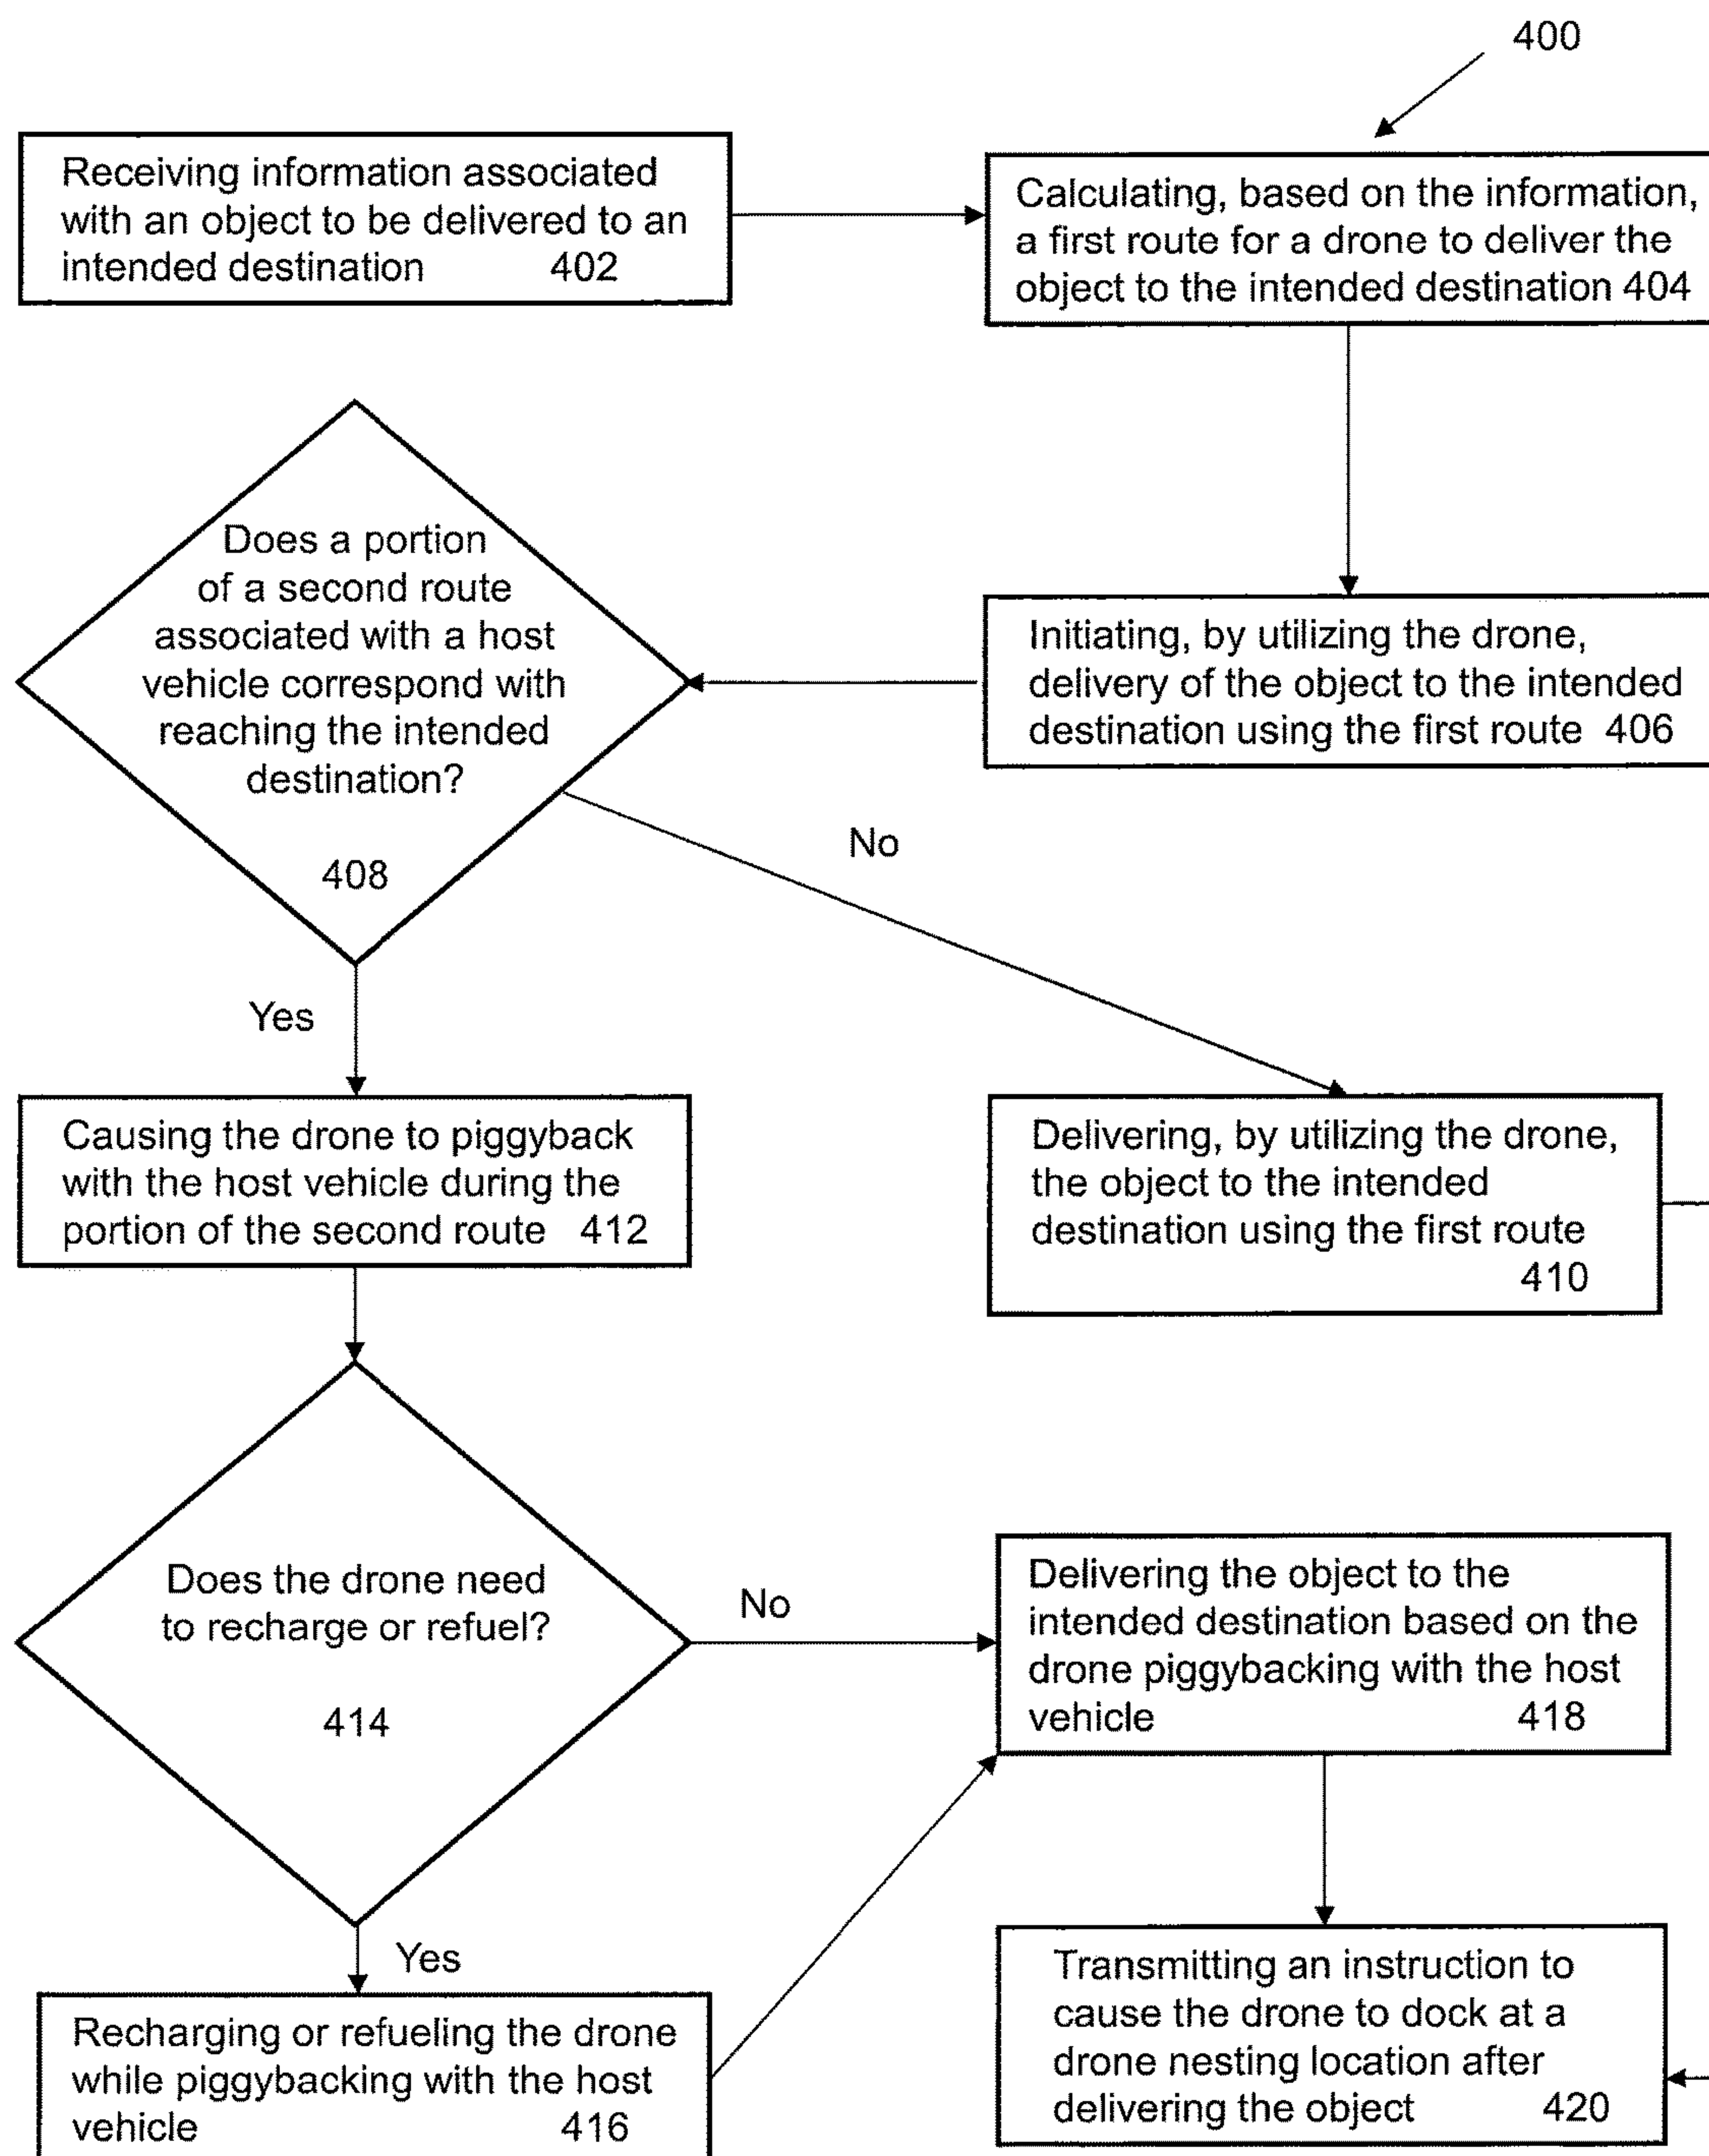 400
Receiving information associated
with an object to be delivered to an
intended destination 402
Calculating, based on the information,
a first route for a drone to deliver the
object to the intended destination 404
Initiating, by utilizing the drone,
delivery of the object to the intended
destination using the first route 406
Does a portion
of a second route
associated with a host
vehicle correspond with
reaching the intended
destination?
408
No
Yes
Delivering, by utilizing the drone,
the object to the intended
destination using the first route
410
Causing the drone to piggyback
with the host vehicle during the
portion of the second route 412
Does the drone need
to recharge or refuel?
414
No
Yes
Recharging or refueling the drone
while piggybacking with the host
vehicle 416
Delivering the object to the
intended destination based on the
drone piggybacking with the host
vehicle 418
Transmitting an instruction to
cause the drone to dock at a
drone nesting location after
delivering the object 420